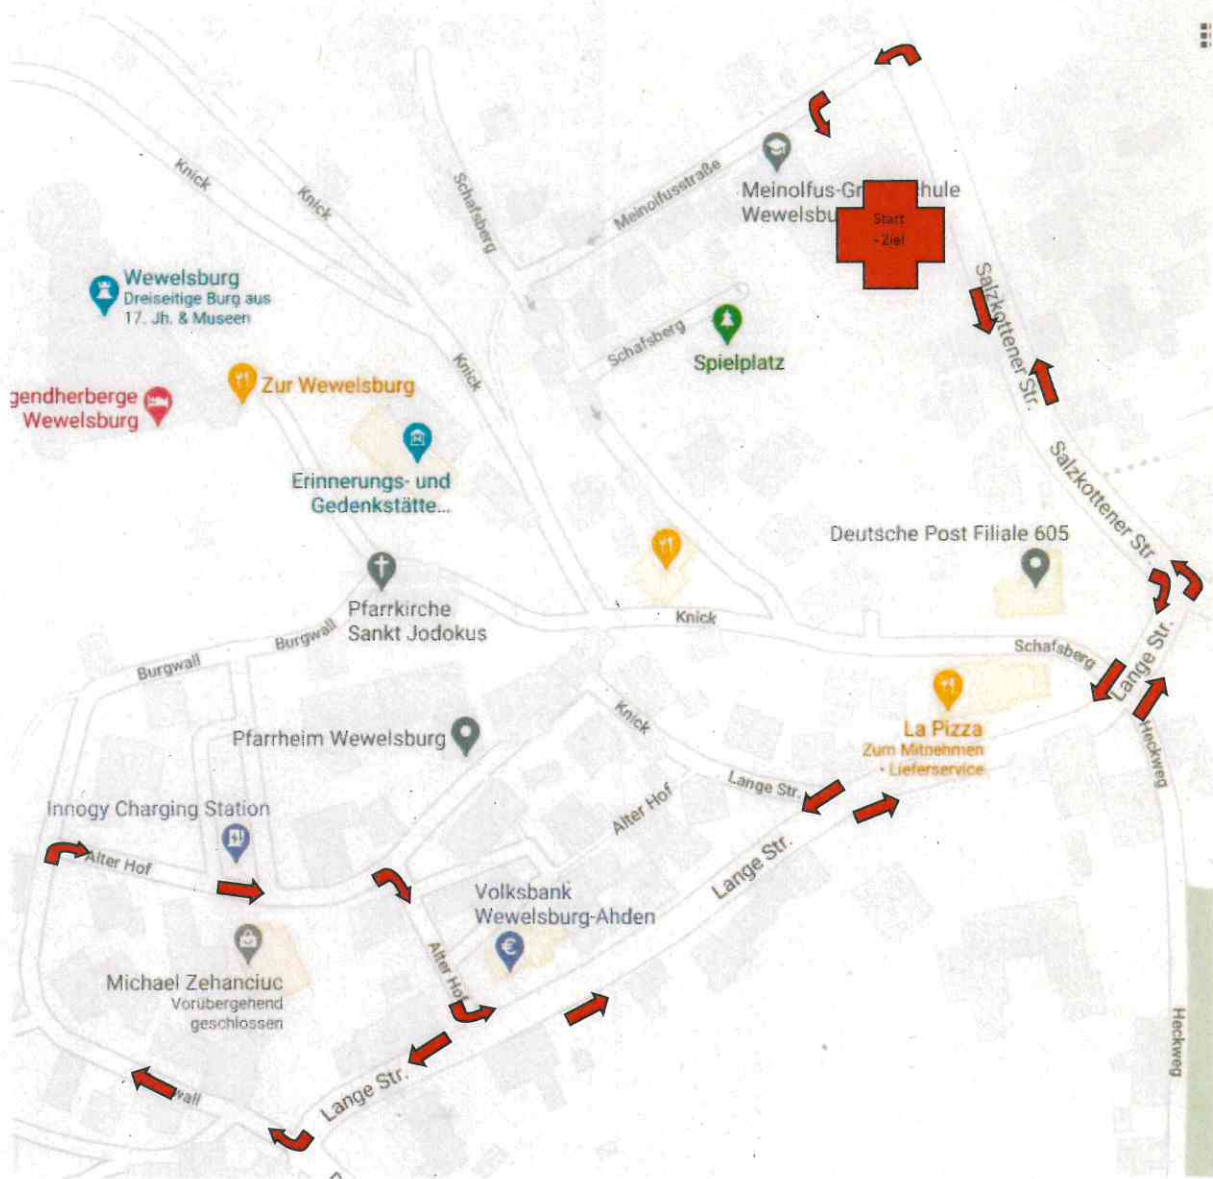 Knick
Knick
Schafsberg
Meinolfusstraße
Meinolfus-Gr hule
Wewelsbu
Start
- Ziel
Salzkottener Str.
Wewelsburg
Dreiseitige Burg aus
17. Jh. & Museen
Schafsberg
Spielplatz
Knick
Zur Wewelsburg
gendherberge
Wewelsburg
Erinnerungs- und
Gedenkstätte...
Salzkottener Str
Deutsche Post Filiale 605
Pfarrkirche
Sankt Jodokus
Knick
Burgwall
Burgwall
Schafsberg
Lange Str.
Knick
La Pizza
Zum Mitnehmen
· Lieferservice
Heckweg
Pfarrheim Wewelsburg
Lange Str.
Alter Hof
Innogy Charging Station
Alter Hof
Lange Str.
Volksbank
Wewelsburg-Ahden
Alter Hof
Michael Zehanciuc
Vorübergehend
geschlossen
Heckweg
wall
Lange Str.